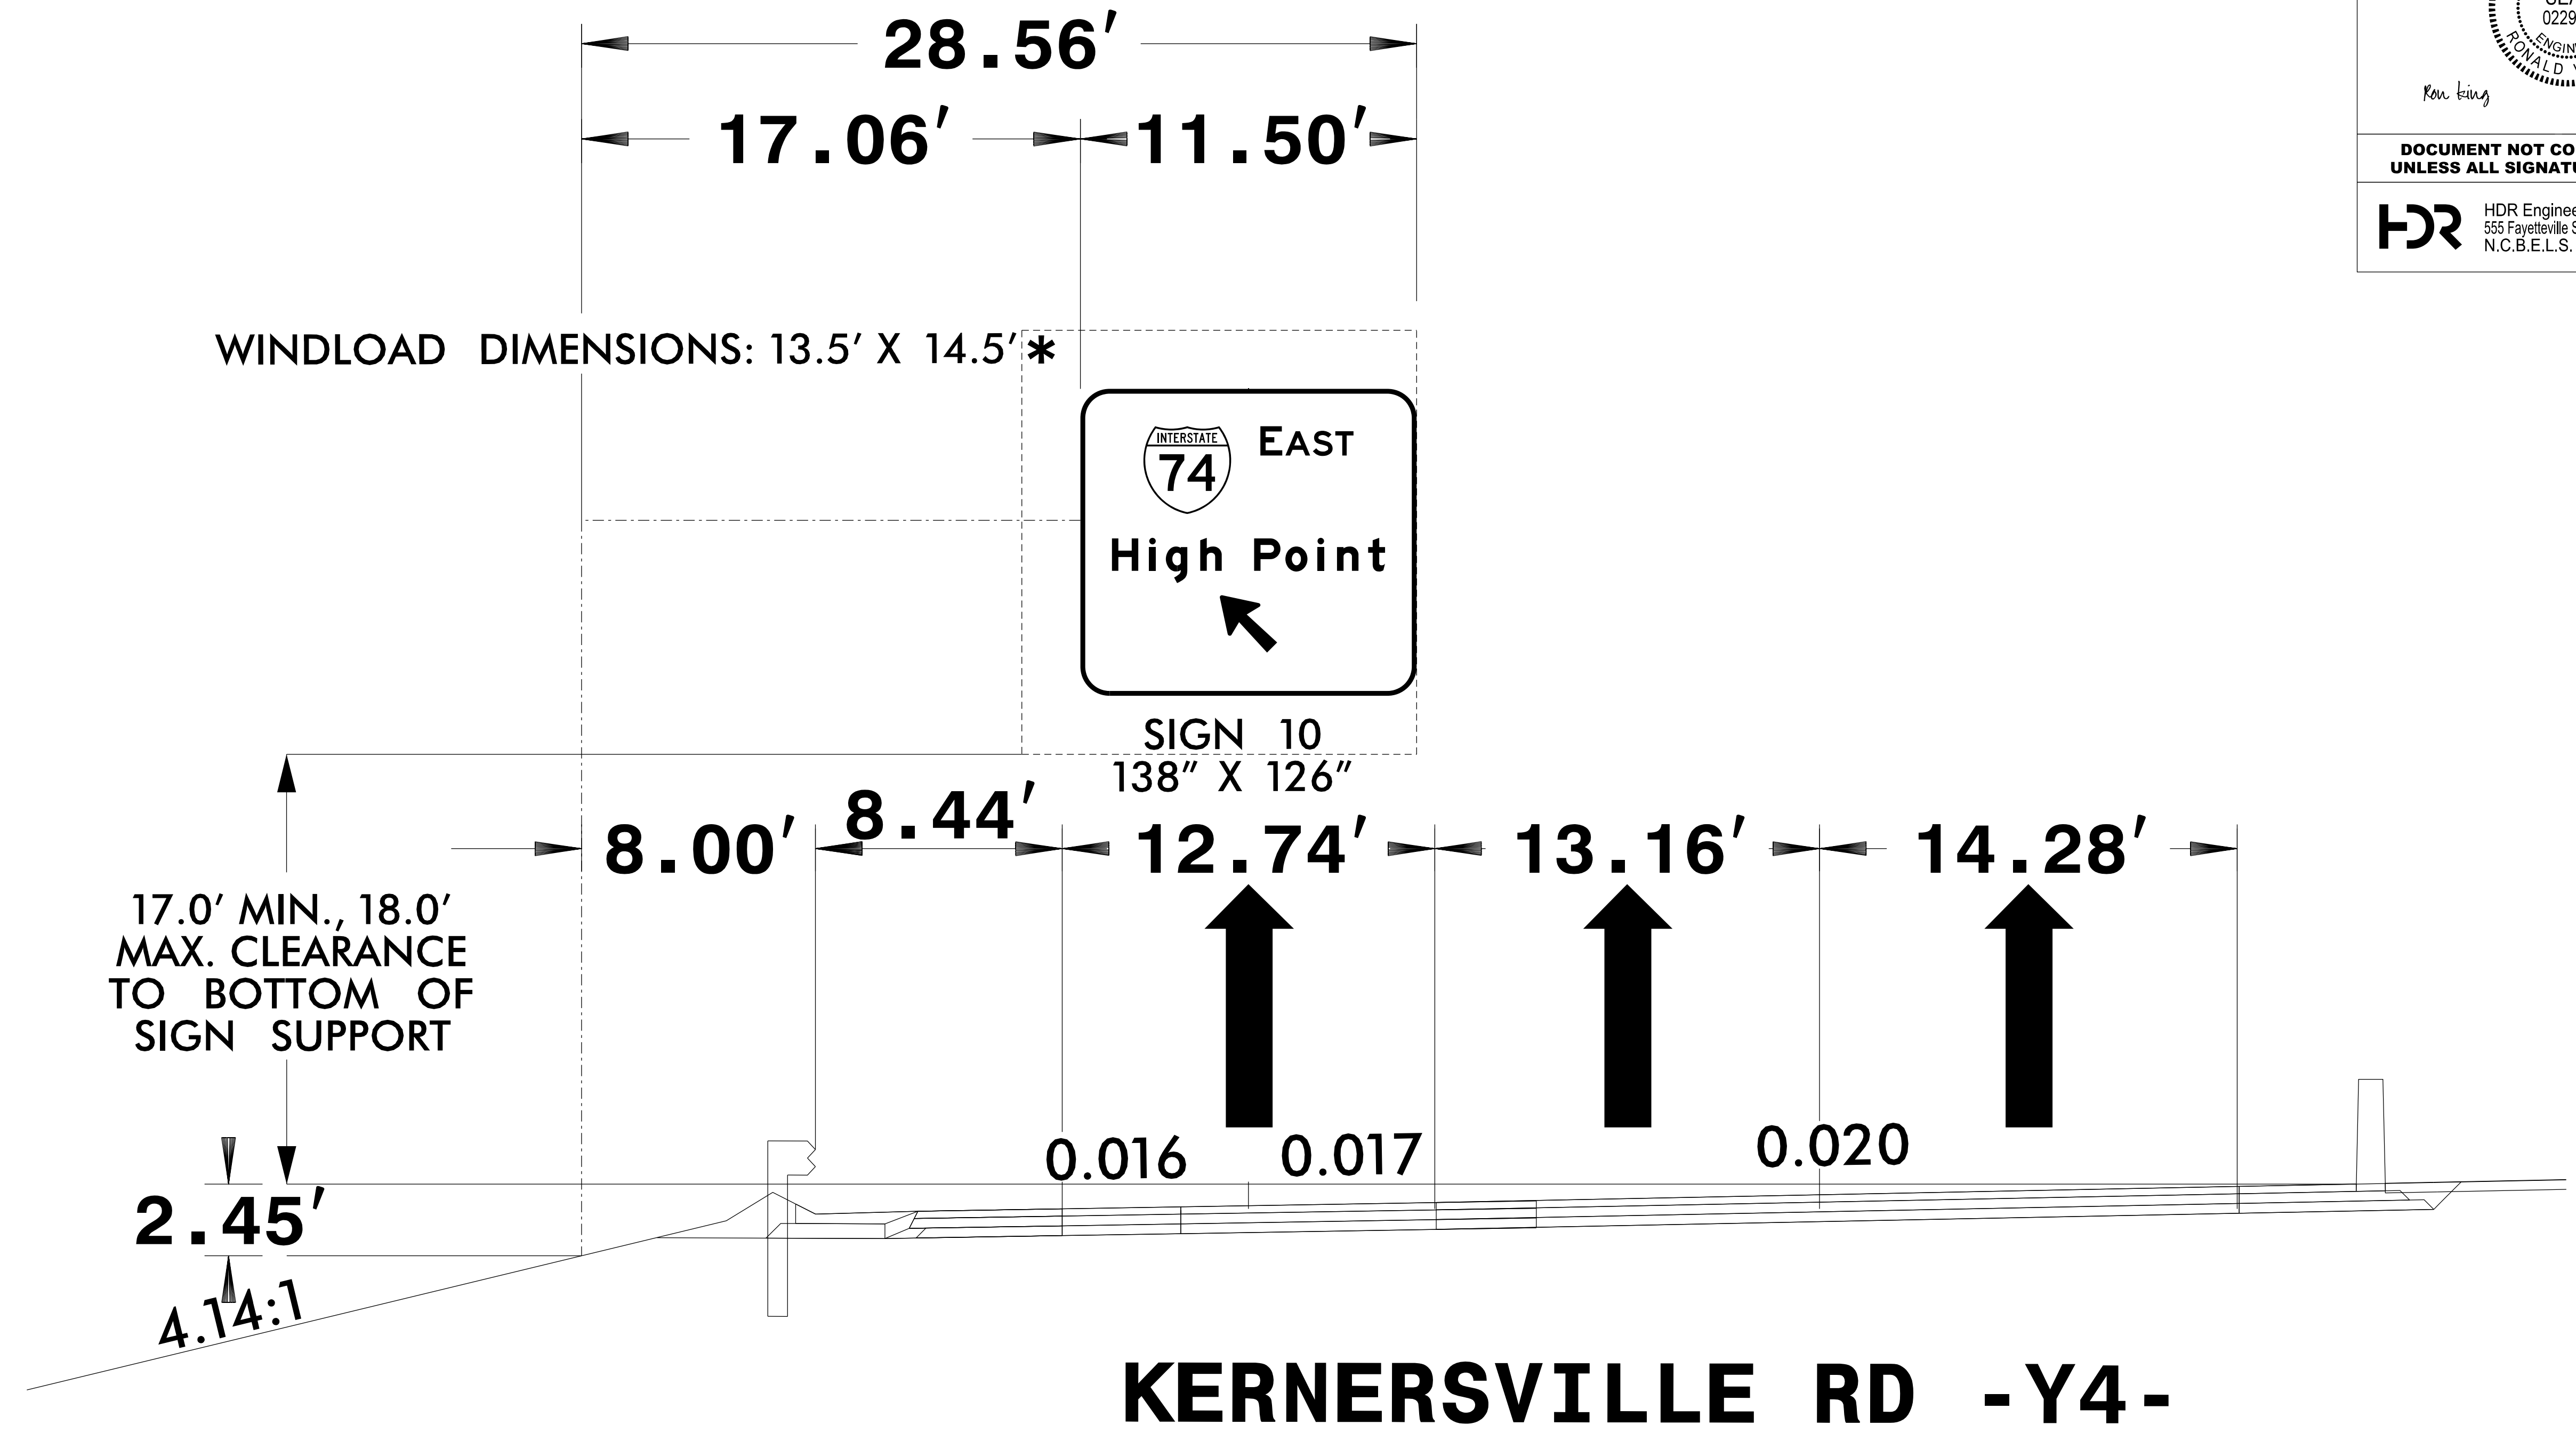 28.56'
17.06' 11.50'
WINDLOAD DIMENSIONS: 13.5' X 14.5'*
INTERSTATE
74
EAST
High Point
SIGN 10
138" X 126"
8.00' 8.44' 12.74' 13.16' 14.28'
17.0' MIN., 18.0'
MAX. CLEARANCE
TO BOTTOM OF
SIGN SUPPORT
0.016 0.017 0.020
2.45'
4.14:1
KERNERSVILLE RD -Y4-
0229
RONALD
Ron King
DOCUMENT NOT
UNLESS ALL
HDR
HDR
555 Fayetteville
N.C.B.E.L.S.